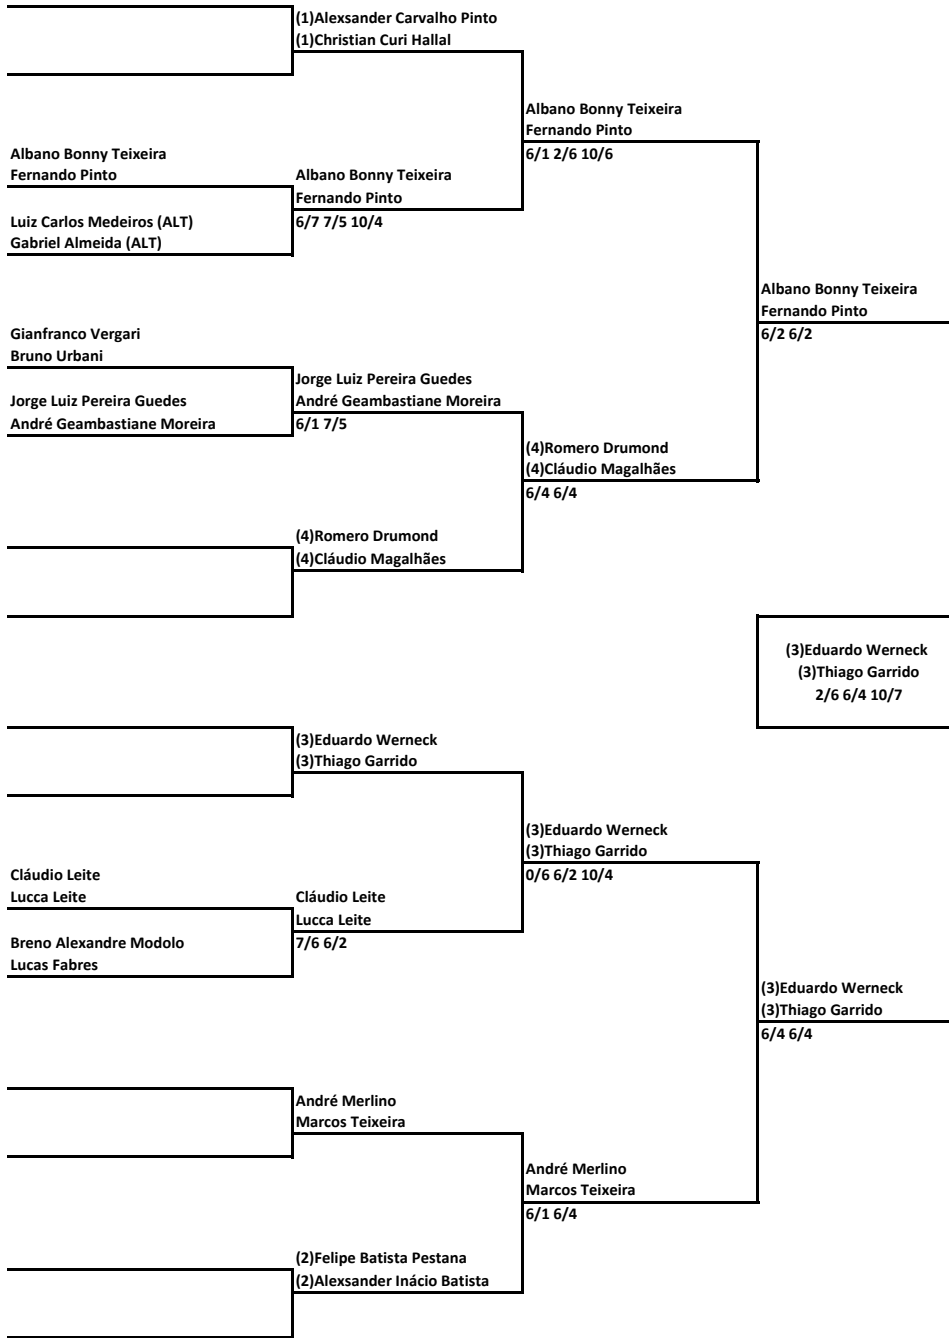 (1)Alexsander Carvalho Pinto
(1)Christian Curi Hallal
Albano Bonny Teixeira
Fernando Pinto
6/1 2/6 10/6
Albano Bonny Teixeira
Fernando Pinto
Albano Bonny Teixeira
Fernando Pinto
6/7 7/5 10/4
Luiz Carlos Medeiros (ALT)
Gabriel Almeida (ALT)
Albano Bonny Teixeira
Fernando Pinto
6/2 6/2
Gianfranco Vergari
Bruno Urbani
Jorge Luiz Pereira Guedes
André Geambastiane Moreira
6/1 7/5
Jorge Luiz Pereira Guedes
André Geambastiane Moreira
(4)Romero Drumond
(4)Cláudio Magalhães
6/4 6/4
(4)Romero Drumond
(4)Cláudio Magalhães
(3)Eduardo Werneck
(3)Thiago Garrido
2/6 6/4 10/7
(3)Eduardo Werneck
(3)Thiago Garrido
(3)Eduardo Werneck
(3)Thiago Garrido
0/6 6/2 10/4
Cláudio Leite
Lucca Leite
Cláudio Leite
Lucca Leite
7/6 6/2
Breno Alexandre Modolo
Lucas Fabres
(3)Eduardo Werneck
(3)Thiago Garrido
6/4 6/4
André Merlino
Marcos Teixeira
André Merlino
Marcos Teixeira
6/1 6/4
(2)Felipe Batista Pestana
(2)Alexsander Inácio Batista